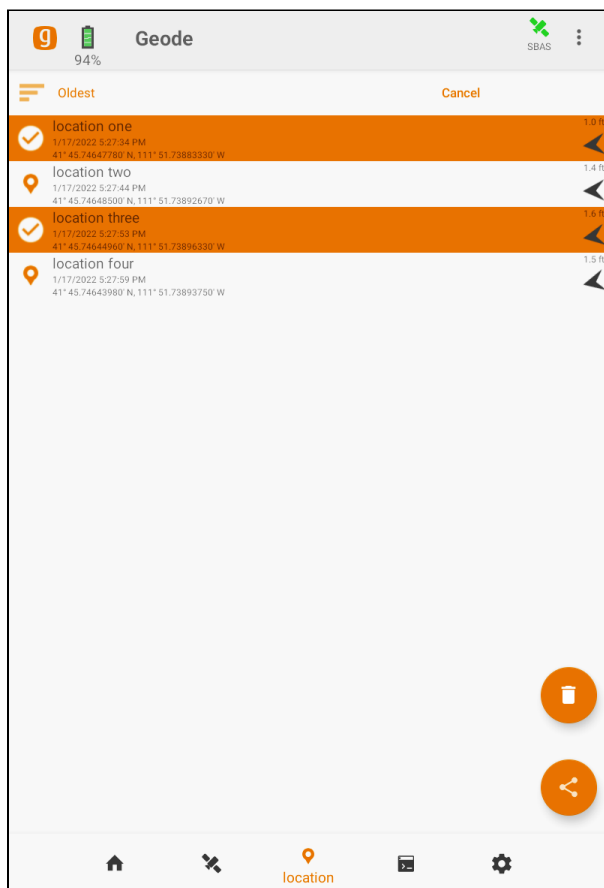 g
94%
Geode
SBAS
Oldest
Cancel
location one
1/17/2022 5:27:34 PM
41° 45.74647780' N, 111° 51.73883330' W
1.0 ft
location two
1/17/2022 5:27:44 PM
41° 45.74648500' N, 111° 51.73892670' W
1.4 ft
location three
1/17/2022 5:27:53 PM
41° 45.74644960' N, 111° 51.73896330' W
1.6 ft
location four
1/17/2022 5:27:59 PM
41° 45.74643980' N, 111° 51.73893750' W
1.5 ft
location